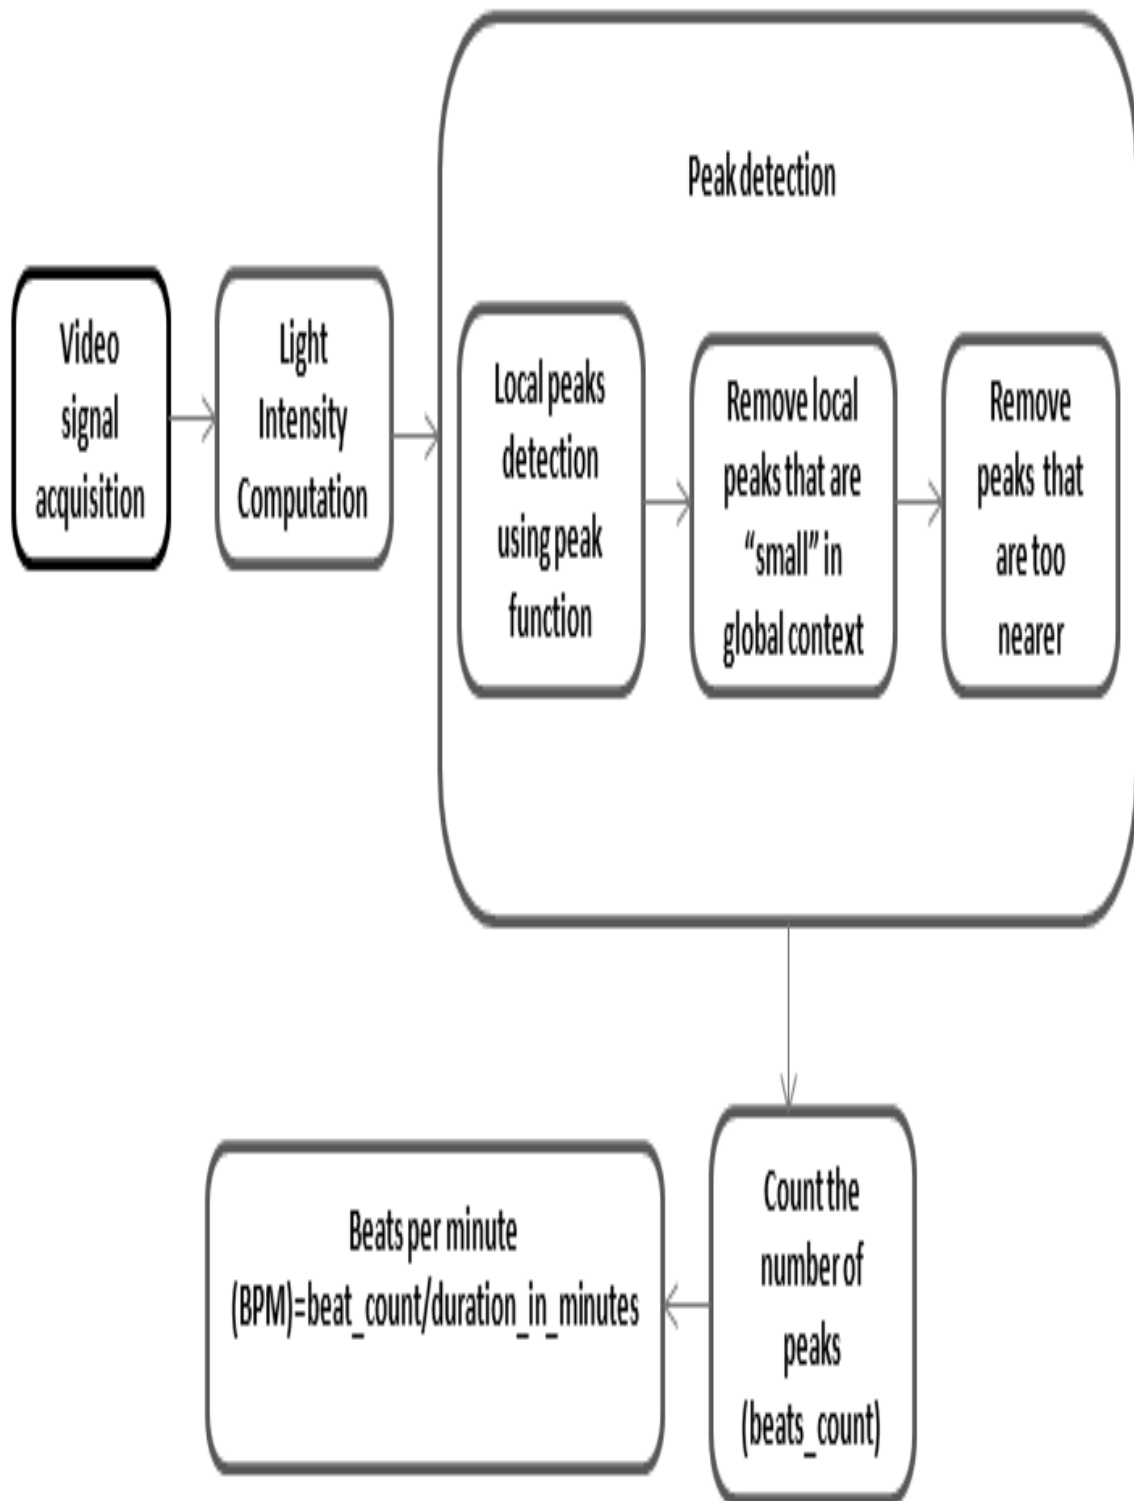 Peak detection
Video
signal
acquisition
Light
Intensity
Computation
Local peaks
detection
using peak
function
Remove local
peaks that are
“small” in
global context
Remove
peaks that
are too
nearer
Count the
number of
peaks
(beats_count)
Beats per minute
(BPM)=beat_count/duration_in_minutes